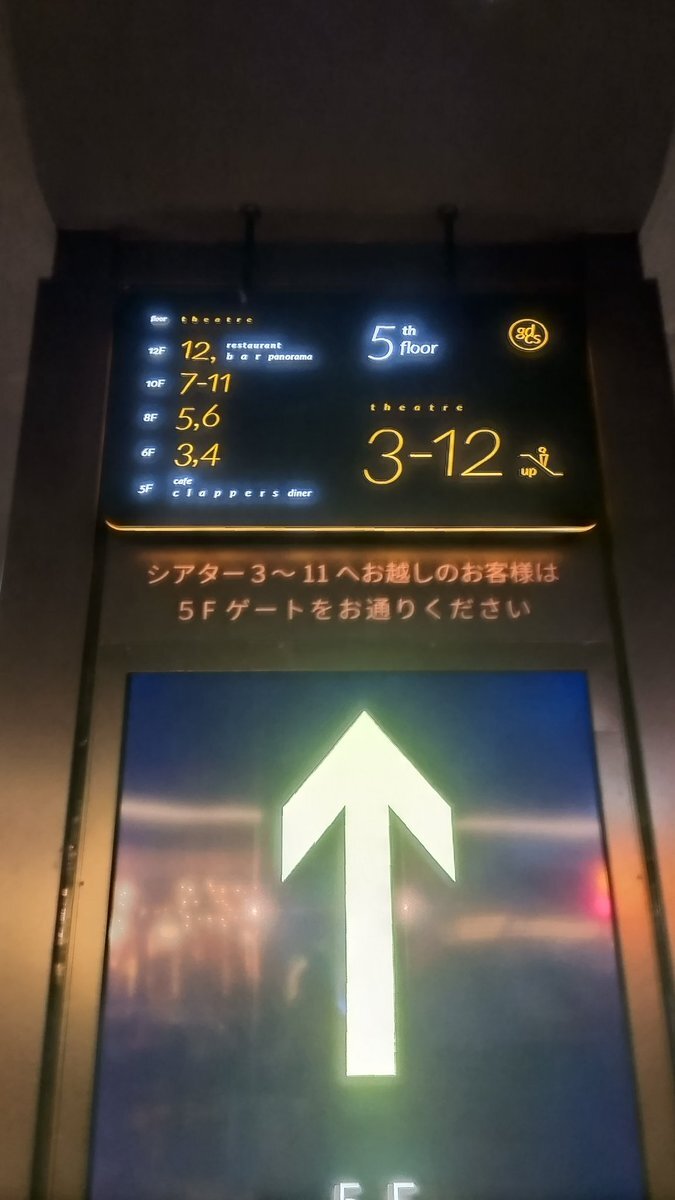 floor theatre
12F 12, restaurant
bar panorama
10F 7-11
8F 5,6
6F 3,4
5F cafe
clappers diner
5th
floor
gdcs
theatre
3-12
up
シアター3〜11へお越しのお客様は
5Fゲートをお通りください
5F